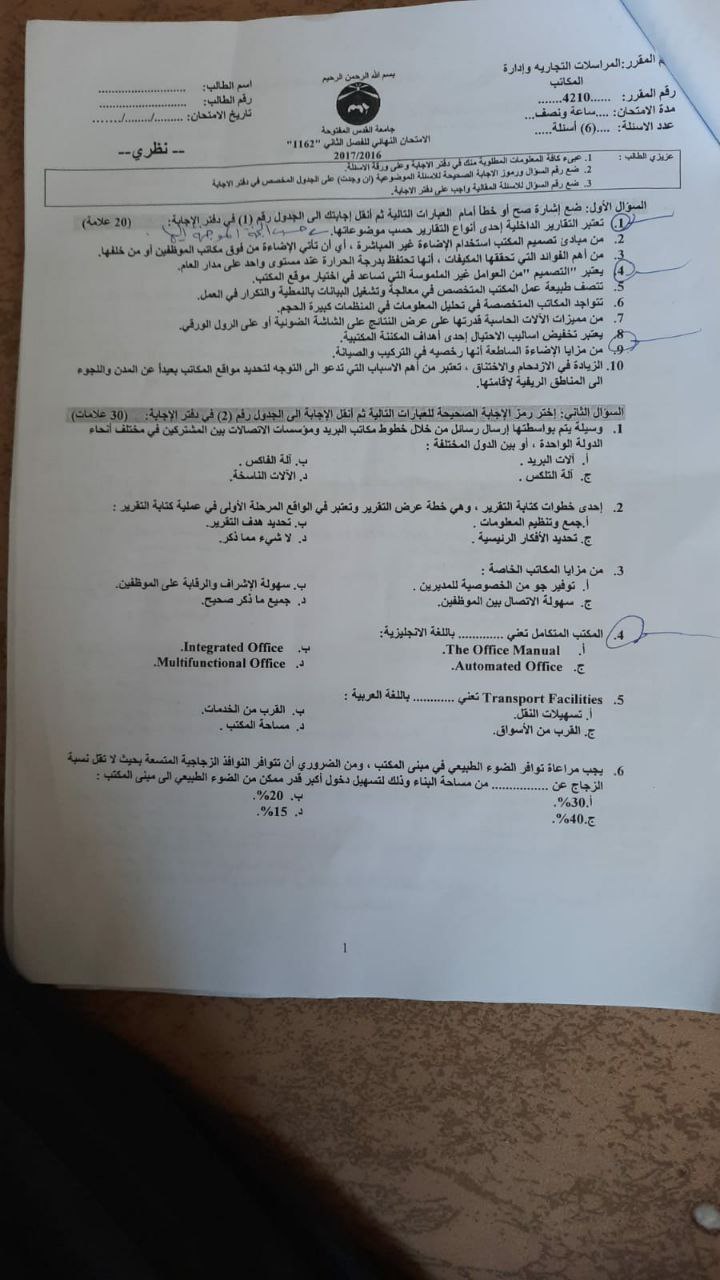 م المقرر: المراسلات التجاريه وإدارة المكاتب
رقم المقرر: ......4210.......
مدة الامتحان: ....ساعة ونصف...
عدد الاسئلة: ....(6) أسئلة.....
بسم الله الرحمن الرحيم
جامعة القدس المفتوحة
الامتحان النهائي للفصل الثاني "1162"
2017/2016
اسم الطالب: ..........................
رقم الطالب: ..........................
تاريخ الامتحان: ........./......../.......
-- نظري--
عزيزي الطالب : 1. عبىء كافة المعلومات المطلوبة منك في دفتر الاجابة وعلى ورقة الاسئلة.
2. ضع رقم السؤال ورموز الاجابة الصحيحة للاسئلة الموضوعية (ان وجدت) على الجدول المخصص في دفتر الاجابة
3. ضع رقم السؤال للاسئلة المقالية واجب على دفتر الاجابة.
السؤال الأول: ضع إشارة صح أو خطأ أمام العبارات التالية ثم أنقل إجابتك الى الجدول رقم (1) في دفتر الإجابة: (20 علامة)
1. تعتبر التقارير الداخلية إحدى أنواع التقارير حسب موضوعاتها. حسب الجهة الموجهة اليها
2. من مبادئ تصميم المكتب استخدام الإضاءة غير المباشرة ، أي أن تأتي الإضاءة من فوق مكاتب الموظفين أو من خلفها.
3. من أهم الفوائد التي تحققها المكيفات ، أنها تحتفظ بدرجة الحرارة عند مستوى واحد على مدار العام.
4. يعتبر "التصميم" من العوامل غير الملموسة التي تساعد في اختيار موقع المكتب.
5. تتصف طبيعة عمل المكتب المتخصص في معالجة وتشغيل البيانات بالنمطية والتكرار في العمل.
6. تتواجد المكاتب المتخصصة في تحليل المعلومات في المنظمات كبيرة الحجم.
7. من مميزات الآلات الحاسبة قدرتها على عرض النتائج على الشاشة الضوئية أو على الرول الورقي.
8. يعتبر تخفيض اساليب الاحتيال إحدى أهداف المكننة المكتبية.
9. من مزايا الإضاءة الساطعة أنها رخصيه في التركيب والصيانة.
10. الزيادة في الازدحام والاختناق ، تعتبر من أهم الاسباب التي تدعو الى التوجه لتحديد مواقع المكاتب بعيداً عن المدن واللجوء
الى المناطق الريفية لإقامتها.
السؤال الثاني: إختر رمز الإجابة الصحيحة للعبارات التالية ثم أنقل الإجابة الى الجدول رقم (2) في دفتر الإجابة: (30 علامات)
1. وسيلة يتم بواسطتها إرسال رسائل من خلال خطوط مكاتب البريد ومؤسسات الاتصالات بين المشتركين في مختلف أنحاء
الدولة الواحدة ، أو بين الدول المختلفة :
أ. آلات البريد . ب. آلة الفاكس .
ج. آلة التلكس . د. الآلات الناسخة.
2. إحدى خطوات كتابة التقرير ، وهي خطة عرض التقرير وتعتبر في الواقع المرحلة الأولى في عملية كتابة التقرير :
أ.جمع وتنظيم المعلومات . ب. تحديد هدف التقرير.
ج. تحديد الأفكار الرئيسية . د. لا شيء مما ذكر.
3. من مزايا المكاتب الخاصة :
أ. توفير جو من الخصوصية للمديرين . ب. سهولة الإشراف والرقابة على الموظفين.
ج. سهولة الاتصال بين الموظفين. د. جميع ما ذكر صحيح.
4. المكتب المتكامل تعني ............. باللغة الانجليزية:
أ. The Office Manual. ب. Integrated Office.
ج. Automated Office. د. Multifunctional Office.
5. Transport Facilities تعني ........... باللغة العربية :
أ. تسهيلات النقل. ب. القرب من الخدمات.
ج. القرب من الأسواق. د. مساحة المكتب .
6. يجب مراعاة توافر الضوء الطبيعي في مبنى المكتب ، ومن الضروري أن تتوافر النوافذ الزجاجية المتسعة بحيث لا تقل نسبة
الزجاج عن ................ من مساحة البناء وذلك لتسهيل دخول أكبر قدر ممكن من الضوء الطبيعي الى مبنى المكتب :
أ.30%. ب. 20%.
ج.40%. د. 15%.
1